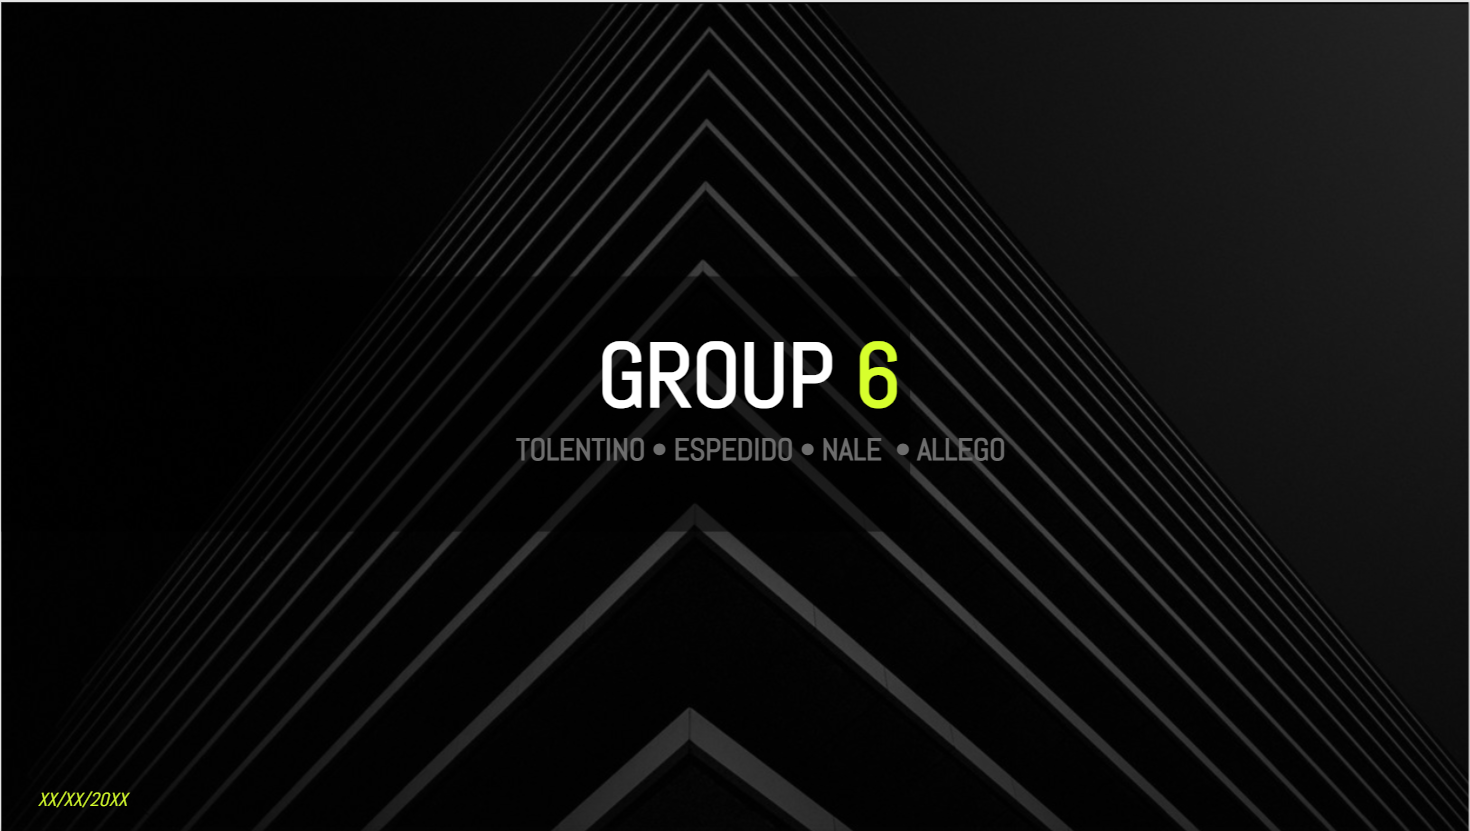 GROUP 6
TOLENTINO • ESPEDIDO • NALE • ALLEGO
XX/XX/20XX